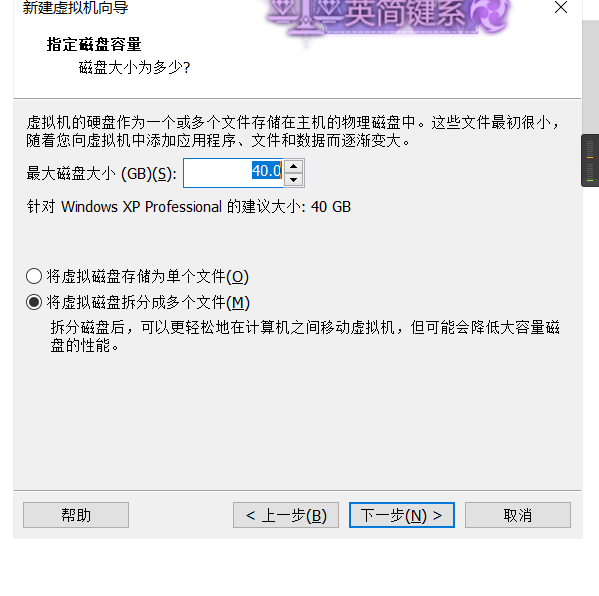 新建虚拟机向导
英简键系
指定磁盘容量
磁盘大小为多少?
虚拟机的硬盘作为一个或多个文件存储在主机的物理磁盘中。这些文件最初很小，
随着您向虚拟机中添加应用程序、文件和数据而逐渐变大。
最大磁盘大小 (GB)(S): 40.0
针对 Windows XP Professional 的建议大小: 40 GB
将虚拟磁盘存储为单个文件(O)
将虚拟磁盘拆分成多个文件(M)
拆分磁盘后，可以更轻松地在计算机之间移动虚拟机，但可能会降低大容量磁
盘的性能。
帮助 < 上一步(B) 下一步(N) > 取消